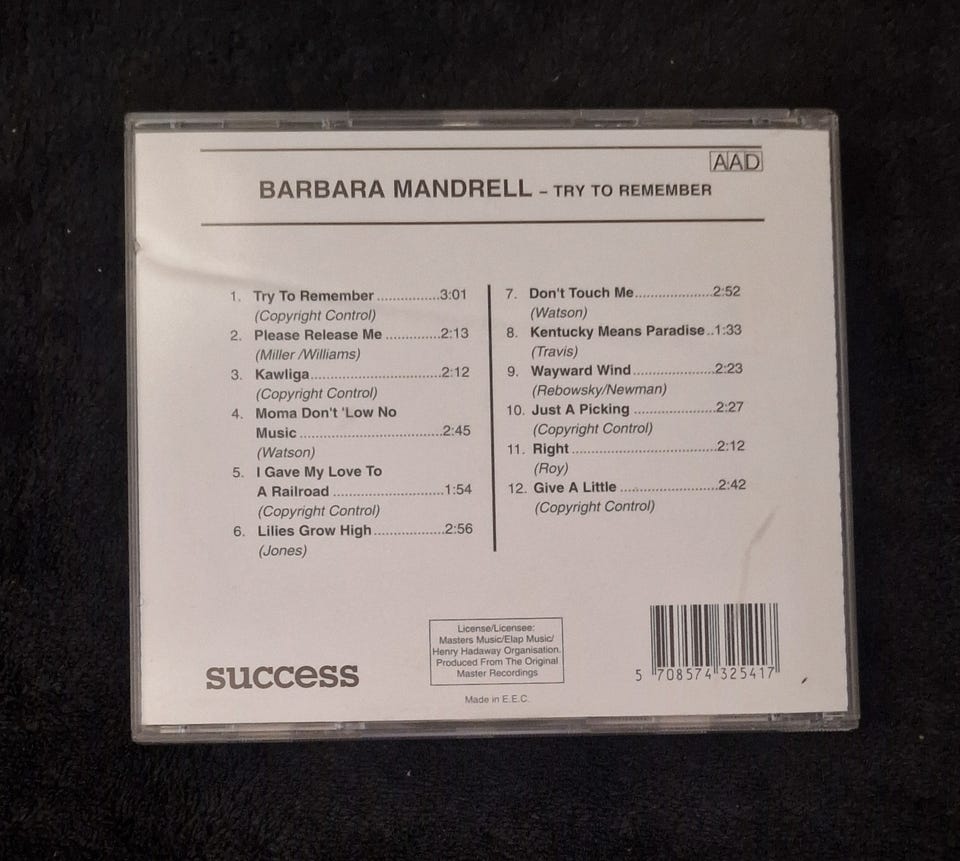 AAD
BARBARA MANDRELL – TRY TO REMEMBER
1. Try To Remember ...............3:01
(Copyright Control)
2. Please Release Me .............2:13
(Miller /Williams)
3. Kawliga...............................2:12
(Copyright Control)
4. Moma Don't 'Low No
Music ..................................2:45
(Watson)
5. I Gave My Love To
A Railroad ..........................1:54
(Copyright Control)
6. Lilies Grow High.................2:56
(Jones)
7. Don't Touch Me...................2:52
(Watson)
8. Kentucky Means Paradise..1:33
(Travis)
9. Wayward Wind....................2:23
(Rebowsky/Newman)
10. Just A Picking ....................2:27
(Copyright Control)
11. Right...................................2:12
(Roy)
12. Give A Little ........................2:42
(Copyright Control)
success
License/Licensee:
Masters Music/Elap Music/
Henry Hadaway Organisation.
Produced From The Original
Master Recordings
Made in E.E.C.
5 708574 325417